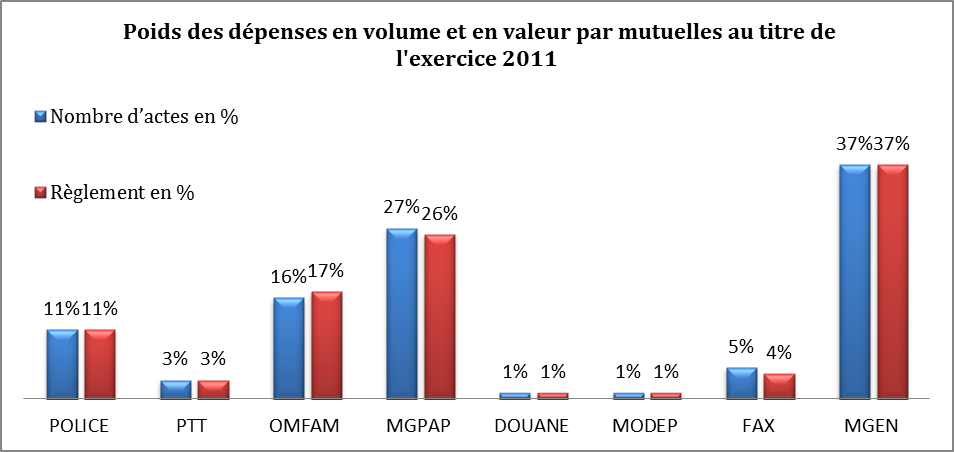 Poids des dépenses en volume et en valeur par mutuelles au titre de
l'exercice 2011
Nombre d’actes en %
Règlement en %
37% 37%
27% 26%
16% 17%
11% 11%
3% 3%
1% 1%
1% 1%
5% 4%
POLICE PTT OMFAM MGPAP DOUANE MODEP FAX MGEN